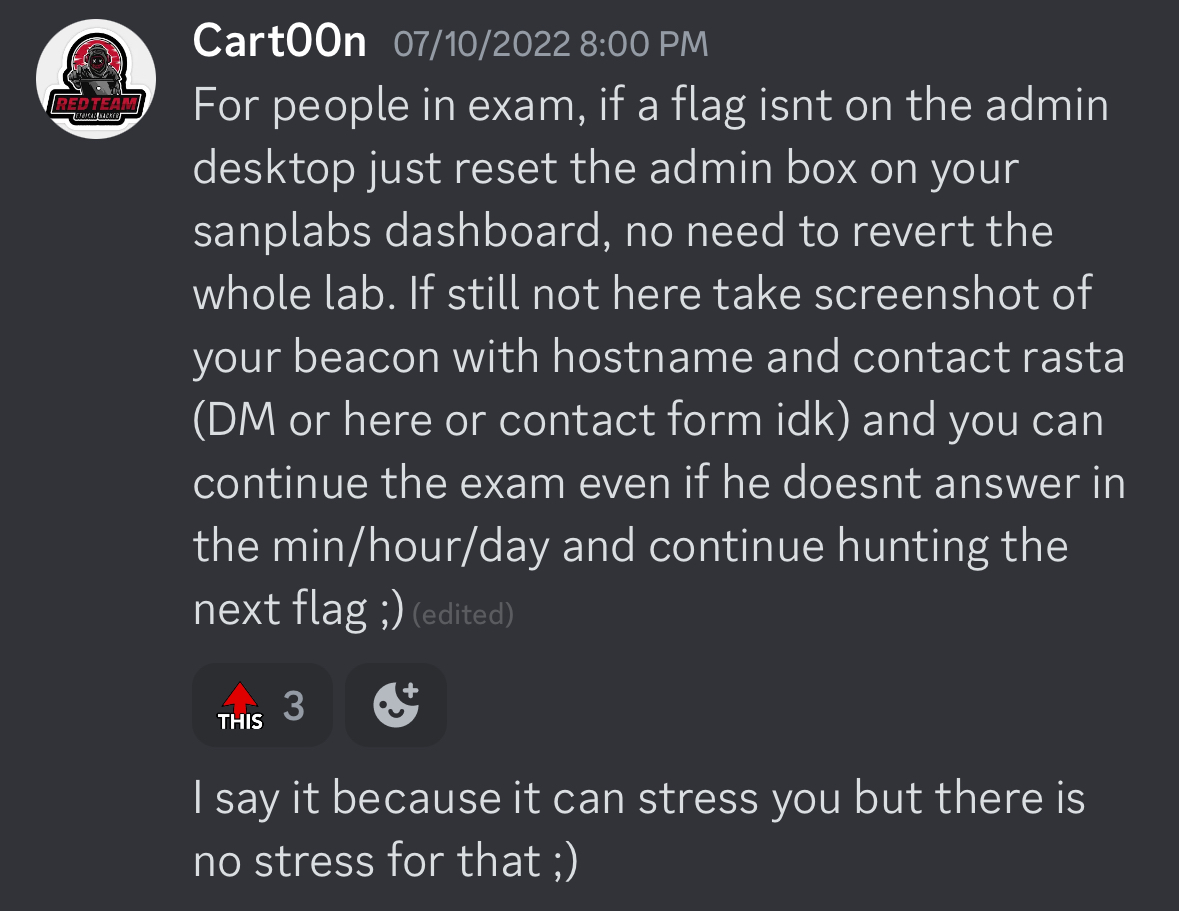 Cart00n 07/10/2022 8:00 PM
RED TEAM
ETHICAL HACKER
For people in exam, if a flag isnt on the admin
desktop just reset the admin box on your
sanplabs dashboard, no need to revert the
whole lab. If still not here take screenshot of
your beacon with hostname and contact rasta
(DM or here or contact form idk) and you can
continue the exam even if he doesnt answer in
the min/hour/day and continue hunting the
next flag ;) (edited)
THIS 3
I say it because it can stress you but there is
no stress for that ;)